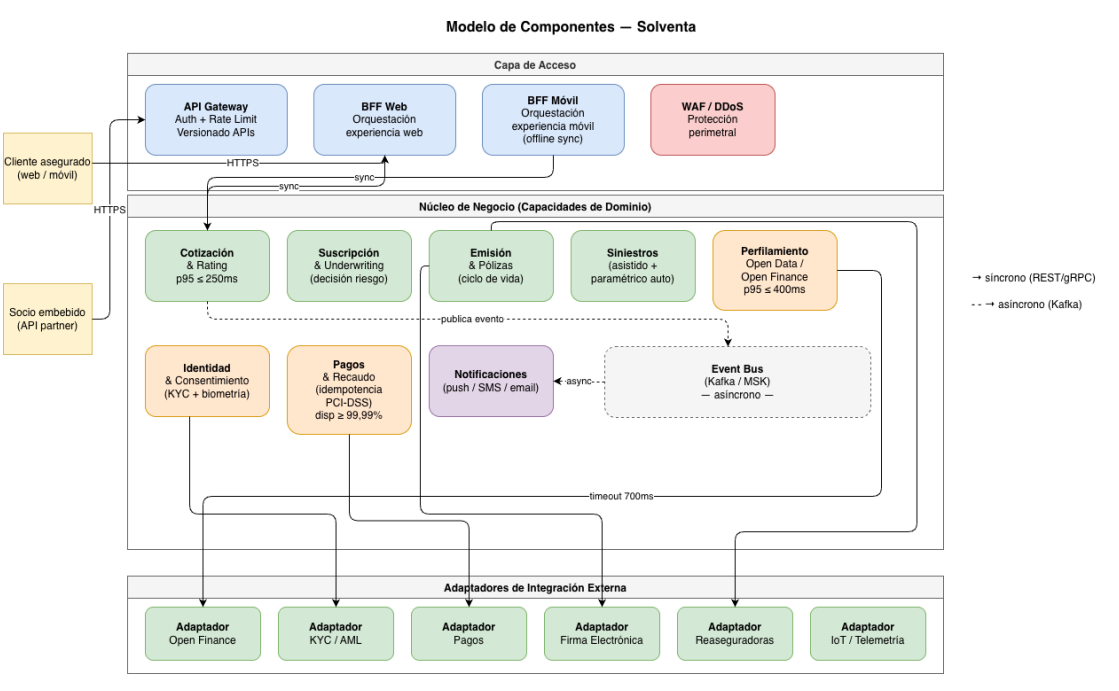 Modelo de Componentes — Solventa
Capa de Acceso
API Gateway
Auth + Rate Limit
Versionado APIs
BFF Web
Orquestación
experiencia web
BFF Móvil
Orquestación
experiencia móvil
(offline sync)
WAF / DDoS
Protección
perimetral
Cliente asegurado
(web / móvil)
HTTPS
sync
sync
HTTPS
Núcleo de Negocio (Capacidades de Dominio)
Cotización
& Rating
p95 ≤ 250ms
Suscripción
& Underwriting
(decisión riesgo)
Emisión
& Pólizas
(ciclo de vida)
Siniestros
(asistido +
paramétrico auto)
Perfilamiento
Open Data /
Open Finance
p95 ≤ 400ms
→ síncrono (REST/gRPC)
- - → asíncrono (Kafka)
Socio embebido
(API partner)
publica evento
Identidad
& Consentimiento
(KYC + biometría)
Pagos
& Recaudo
(idempotencia
PCI-DSS)
disp ≥ 99,99%
Notificaciones
(push / SMS / email)
async
Event Bus
(Kafka / MSK)
— asíncrono —
timeout 700ms
Adaptadores de Integración Externa
Adaptador
Open Finance
Adaptador
KYC / AML
Adaptador
Pagos
Adaptador
Firma Electrónica
Adaptador
Reaseguradoras
Adaptador
IoT / Telemetría